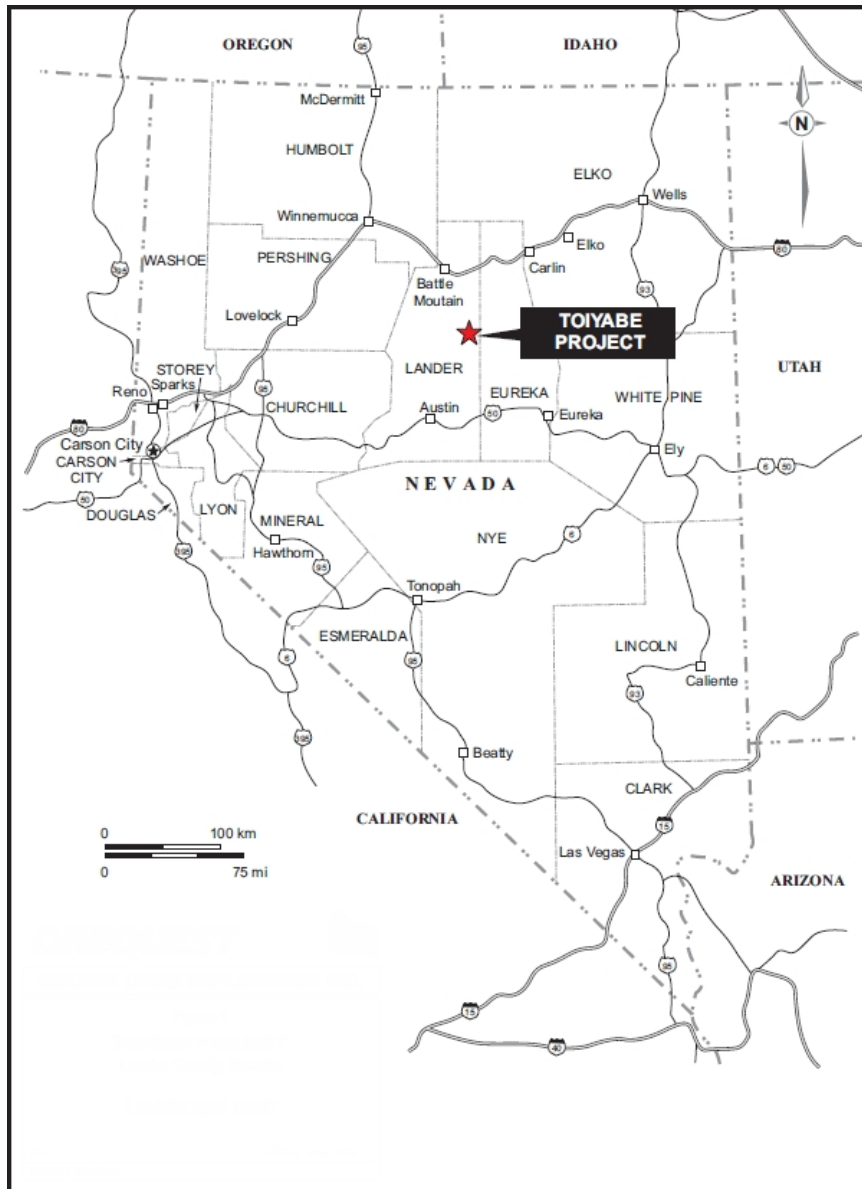 OREGON
95
IDAHO
McDermitt
HUMBOLT
N
ELKO
Wells
Winnemucca
WASHOE
PERSHING
Elko
Carlin
80
395
Battle
Moutain
93
Lovelock
TOIYABE
PROJECT
STOREY
LANDER
UTAH
Reno
Sparks
95
CHURCHILL
EUREKA
WHITE PINE
Austin
50
Eureka
80
Carson City
CARSON
CITY
Ely
6
50
50
DOUGLAS
LYON
NEVADA
MINERAL
Hawthorn
NYE
6
395
95
Tonopah
ESMERALDA
6
95
LINCOLN
Caliente
93
395
Beatty
CLARK
CALIFORNIA
15
0
100 km
0
75 mi
Las Vegas
ARIZONA
95
15
40